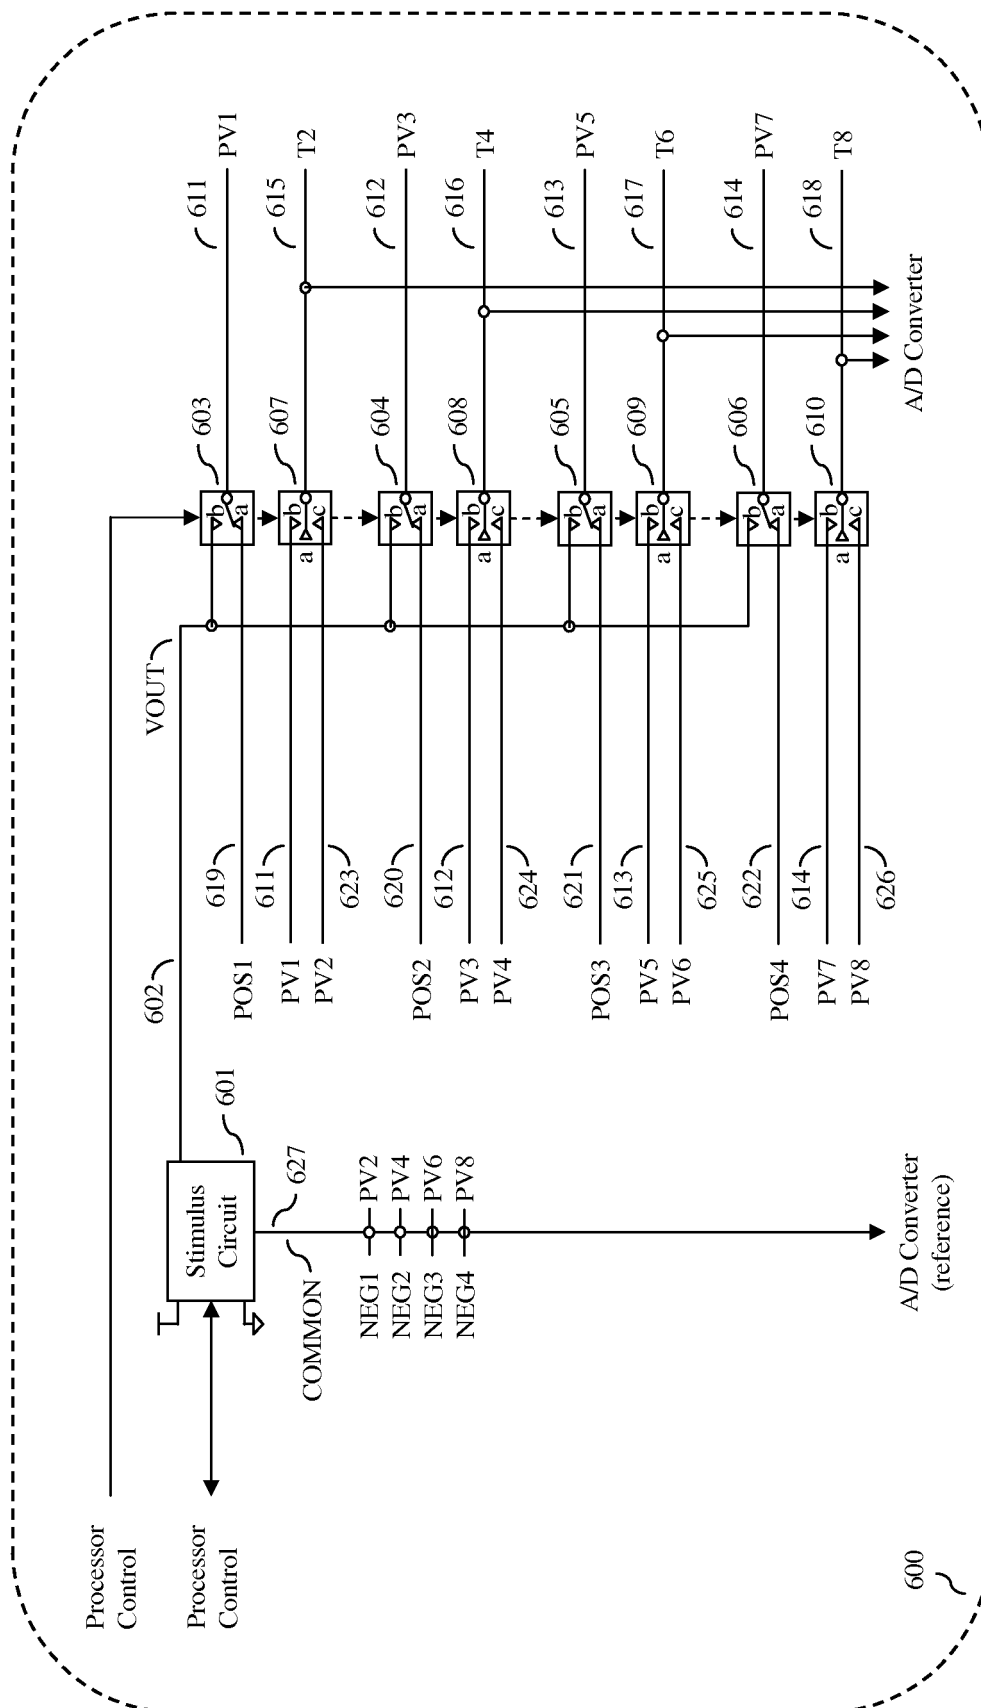 Processor
Control
Processor
Control
Stimulus
Circuit
601
602
VOUT
627
COMMON
NEG1
PV2
NEG2
PV4
NEG3
PV6
NEG4
PV8
A/D Converter
(reference)
POS1
619
PV1
611
PV2
623
POS2
620
PV3
612
PV4
624
POS3
621
PV5
613
PV6
625
POS4
622
PV7
614
PV8
626
b
a
603
611
PV1
a
b
c
607
615
T2
b
a
604
612
PV3
a
b
c
608
616
T4
b
a
605
613
PV5
a
b
c
609
617
T6
b
a
606
614
PV7
a
b
c
610
618
T8
A/D Converter
600